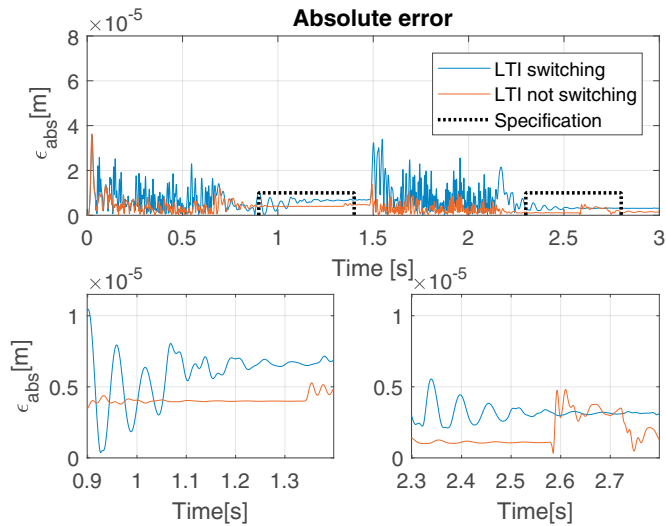 Absolute error
×10⁻⁵
8
6
4
2
0
ϵabs[m]
LTI switching
LTI not switching
Specification
0 0.5 1 1.5 2 2.5 3
Time [s]
×10⁻⁵ ×10⁻⁵
1 1
0.5 0.5
0 0
ϵabs[m]
0.9 1 1.1 1.2 1.3 2.3 2.4 2.5 2.6 2.7
Time[s] Time[s]